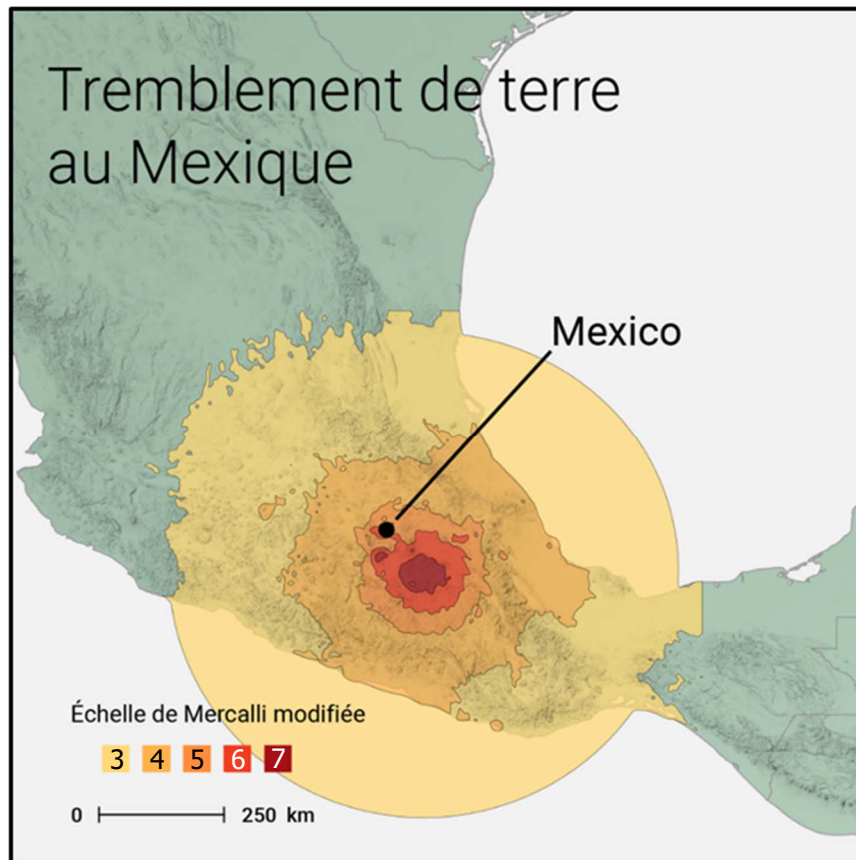 Tremblement de terre
au Mexique
Mexico
Échelle de Mercalli modifiée
3 4 5 6 7
0 250 km